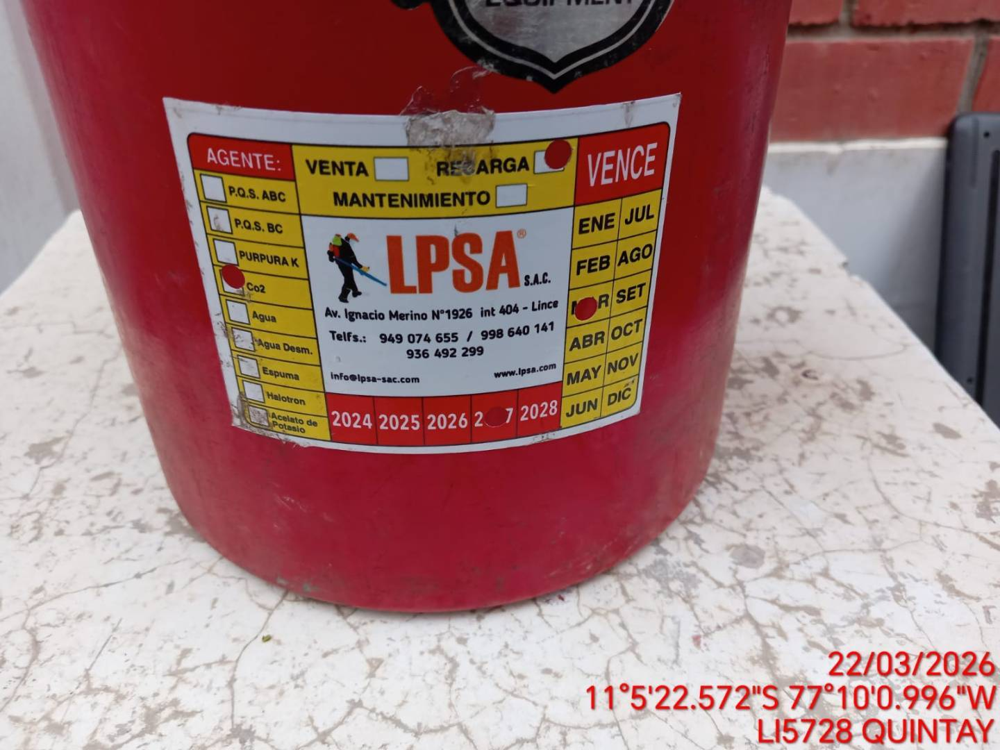 EQUIPMENT
AGENTE:
P.Q.S. ABC
P.Q.S. BC
PURPURA K
Co2
Agua
Agua Desm.
Espuma
Halotron
Acelato de
Potasio
VENTA
RECARGA
MANTENIMIENTO
LPSA®
S.A.C.
Av. Ignacio Merino N°1926 int 404 - Lince
Telfs.: 949 074 655 / 998 640 141
936 492 299
info@lpsa-sac.com
www.lpsa.com
2024 2025 2026 2027 2028
VENCE
ENE JUL
FEB AGO
MAR SET
ABR OCT
MAY NOV
JUN DIC
22/03/2026
11°5'22.572"S 77°10'0.996"W
LI5728 QUINTAY